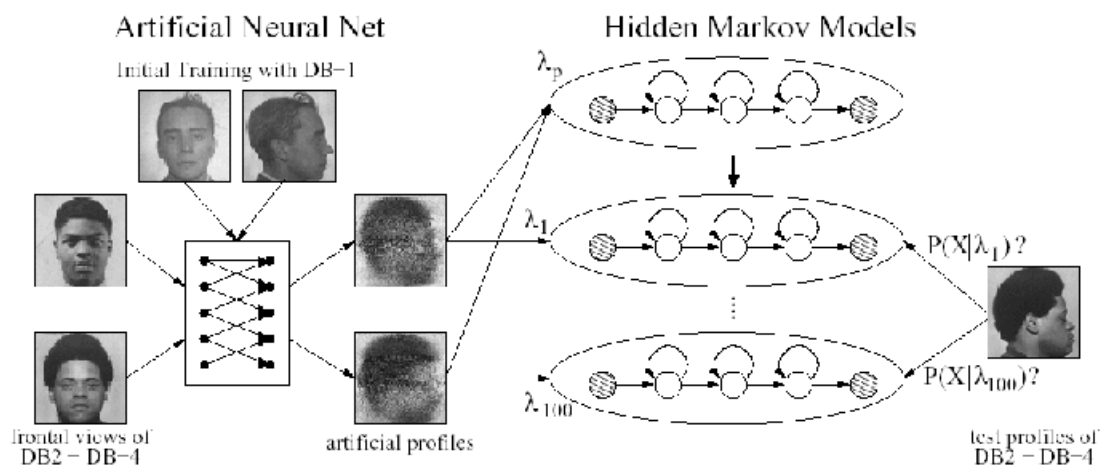 Artificial Neural Net
Hidden Markov Models
Initial Training with DB-1
λp
λ1
P(X|λ1)?
λ100
P(X|λ100)?
frontal views of
DB2 - DB-4
artificial profiles
test profiles of
DB2 - DB-4